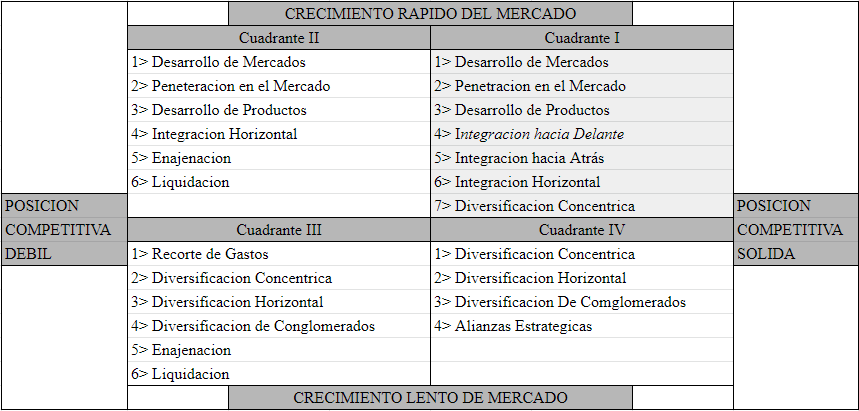 CRECIMIENTO RAPIDO DEL MERCADO
Cuadrante II
1> Desarrollo de Mercados
2> Peneteracion en el Mercado
3> Desarrollo de Productos
4> Integracion Horizontal
5> Enajenacion
6> Liquidacion
Cuadrante I
1> Desarrollo de Mercados
2> Penetracion en el Mercado
3> Desarrollo de Productos
4> Integracion hacia Delante
5> Integracion hacia Atrás
6> Integracion Horizontal
7> Diversificacion Concentrica
POSICION
COMPETITIVA
DEBIL
POSICION
COMPETITIVA
SOLIDA
Cuadrante III
1> Recorte de Gastos
2> Diversificacion Concentrica
3> Diversificacion Horizontal
4> Diversificacion de Conglomerados
5> Enajenacion
6> Liquidacion
Cuadrante IV
1> Diversificacion Concentrica
2> Diversificacion Horizontal
3> Diversificacion De Comglomerados
4> Alianzas Estrategicas
CRECIMIENTO LENTO DE MERCADO